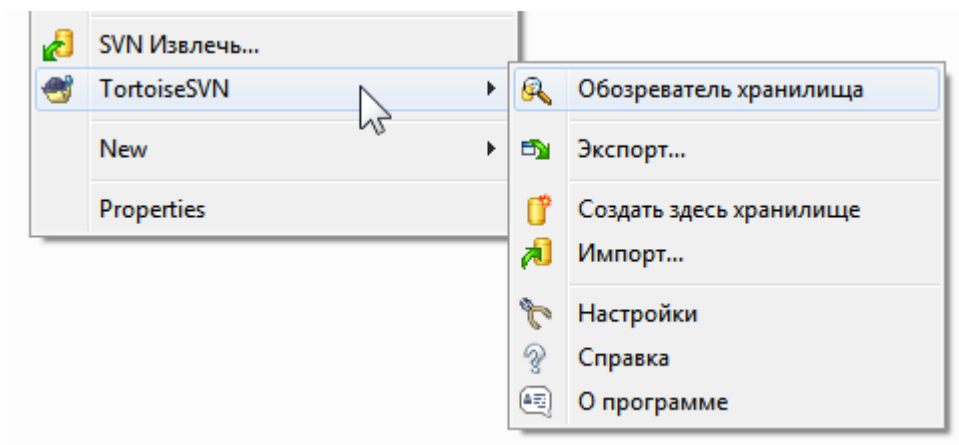 SVN Извлечь...
TortoiseSVN
New
Properties
Обозреватель хранилища
Экспорт...
Создать здесь хранилище
Импорт...
Настройки
Справка
О программе